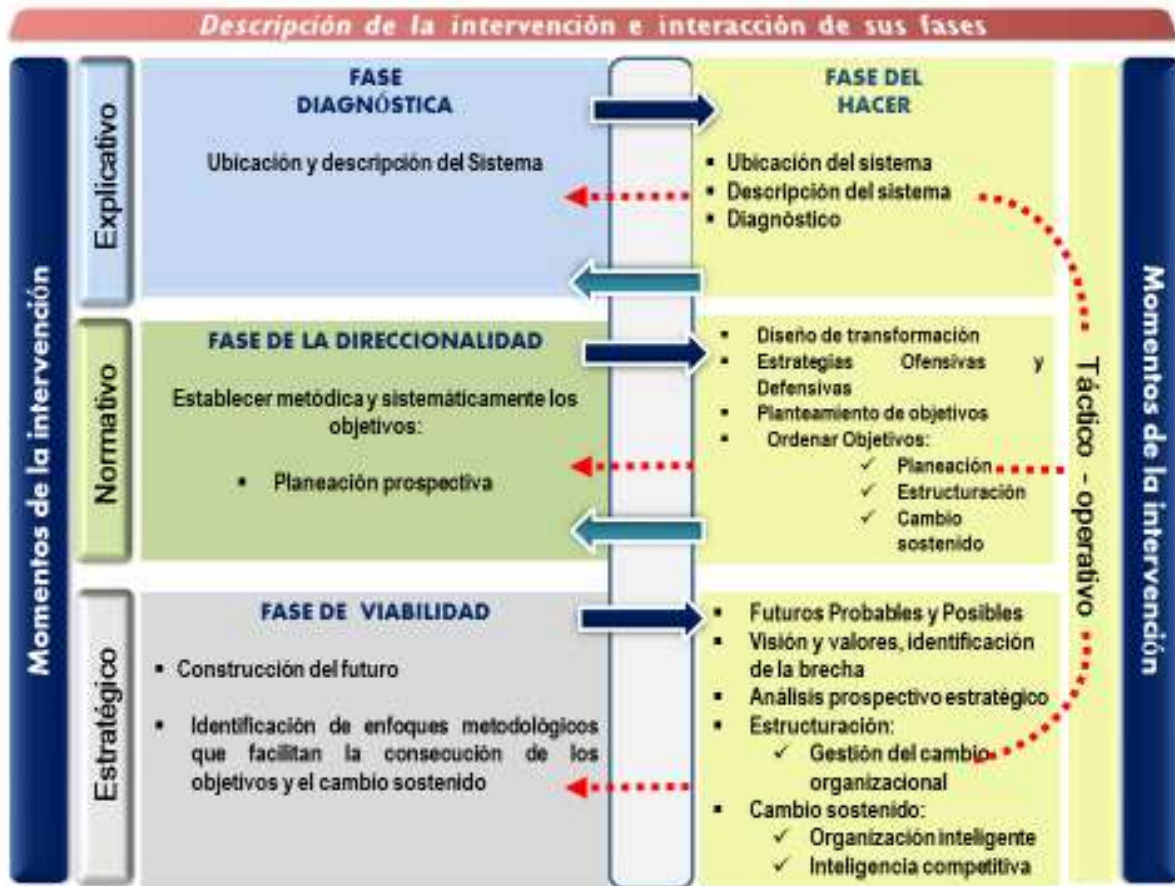 Descripción de la intervención e interacción de sus fases
Momentos de la intervención
Explicativo
FASE
DIAGNÓSTICA
Ubicación y descripción del Sistema
FASE DEL
HACER
▪ Ubicación del sistema
▪ Descripción del sistema
▪ Diagnóstico
Normativo
FASE DE LA DIRECCIONALIDAD
Establecer metódica y sistemáticamente los
objetivos:
▪ Planeación prospectiva
▪ Diseño de transformación
▪ Estrategias Ofensivas y
Defensivas
▪ Planteamiento de objetivos
▪ Ordenar Objetivos:
✓ Planeación
✓ Estructuración
✓ Cambio
sostenido
Estratégico
FASE DE VIABILIDAD
▪ Construcción del futuro
▪ Identificación de enfoques metodológicos
que facilitan la consecución de los
objetivos y el cambio sostenido
▪ Futuros Probables y Posibles
▪ Visión y valores, identificación
de la brecha
▪ Análisis prospectivo estratégico
▪ Estructuración:
✓ Gestión del cambio
organizacional
▪ Cambio sostenido:
✓ Organización inteligente
✓ Inteligencia competitiva
Táctico - operativo
Momentos de la intervención